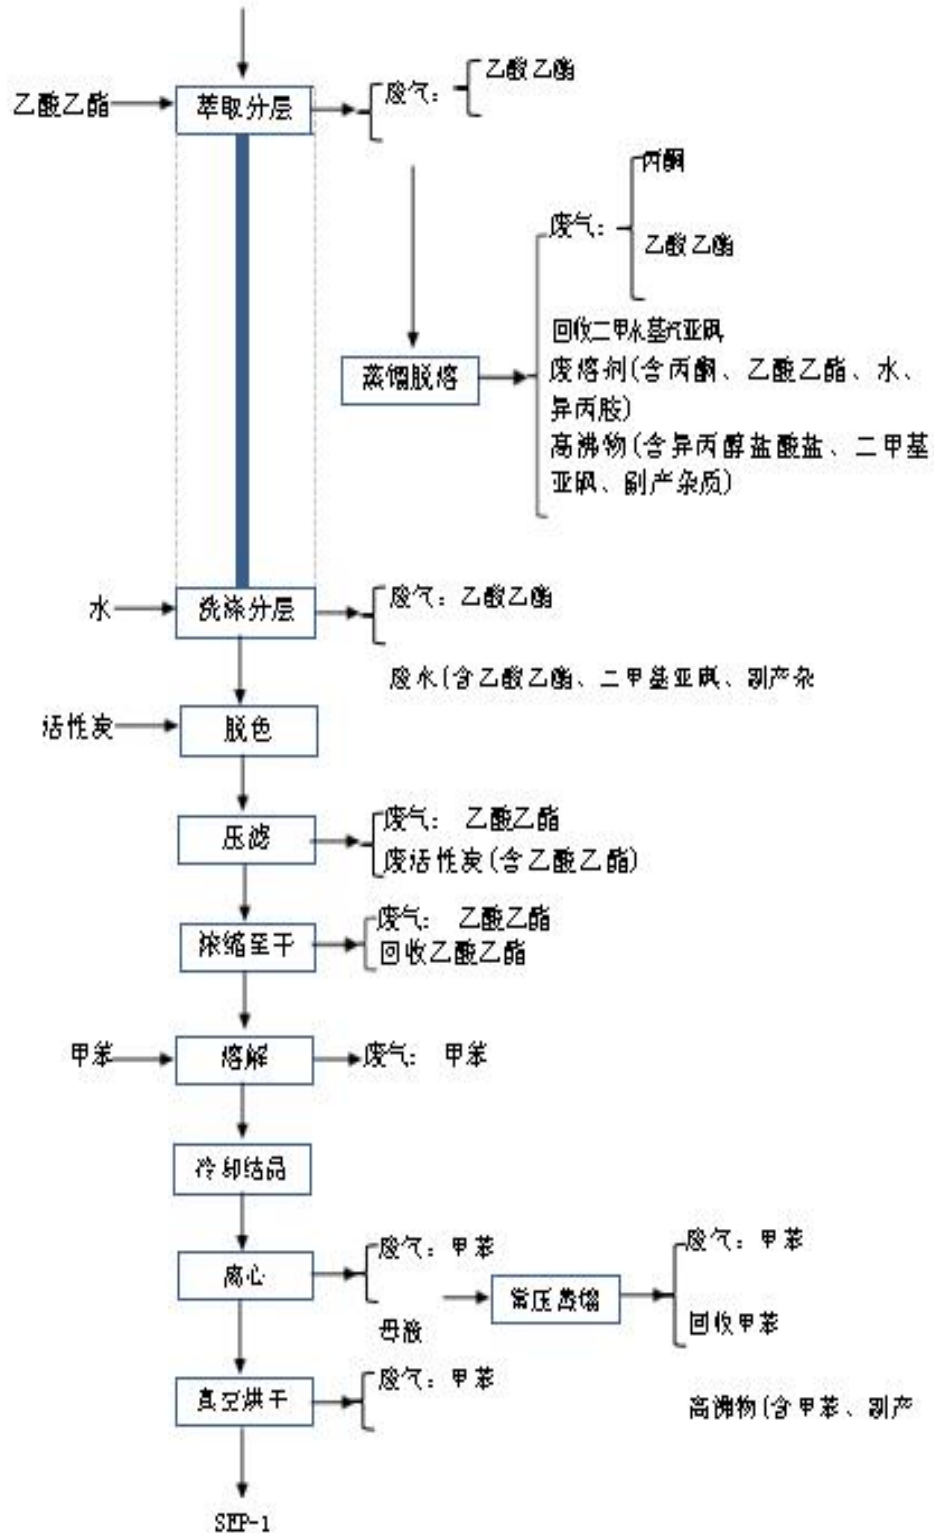 乙酸乙酯
萃取分层
废气:
乙酸乙酯
丙酮
废气:
乙酸乙酯
蒸馏脱溶
回收二甲
亚砜
废溶剂(含丙酮、乙酸乙酯、水、
异丙胺)
高沸物(含异丙醇盐酸盐、二甲基
亚砜、副产杂质)
水
洗涤分层
废气:乙酸乙酯
废水(含乙酸乙酯、二甲基亚砜、副产杂
活性炭
脱色
压滤
废气: 乙酸乙酯
废活性炭(含乙酸乙酯)
浓缩至干
废气: 乙酸乙酯
回收乙酸乙酯
甲苯
溶解
废气: 甲苯
冷却结晶
离心
废气:甲苯
母液
常压蒸馏
废气:甲苯
回收甲苯
高沸物(含甲苯、副产
真空烘干
废气:甲苯
SEP-1